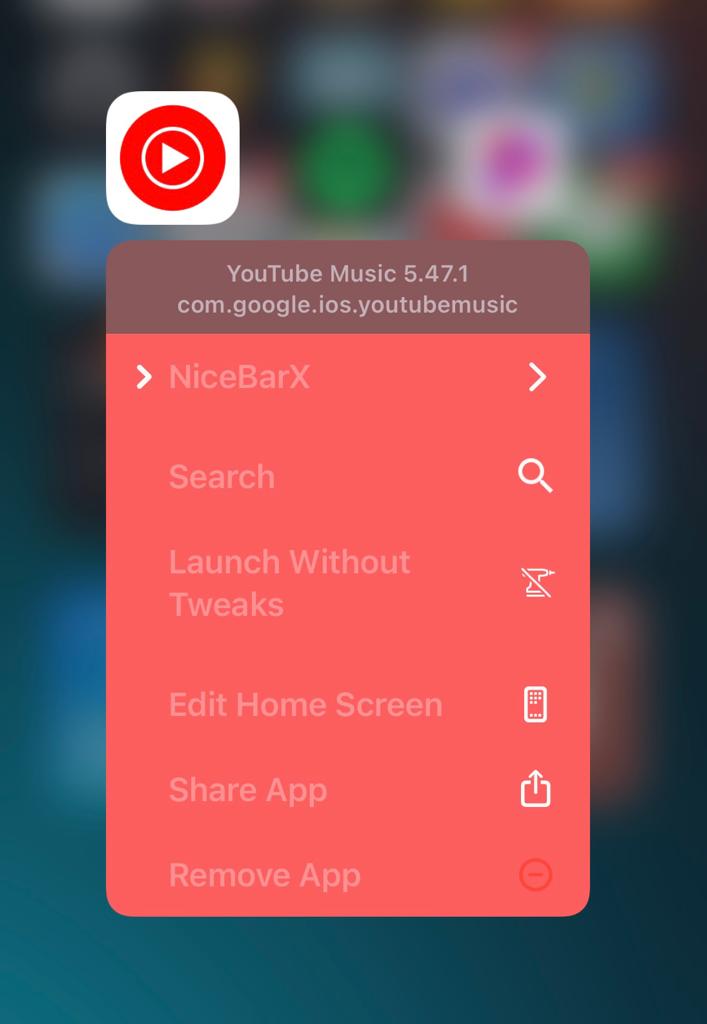 YouTube Music 5.47.1
com.google.ios.youtubemusic
NiceBarX
Search
Launch Without
Tweaks
Edit Home Screen
Share App
Remove App